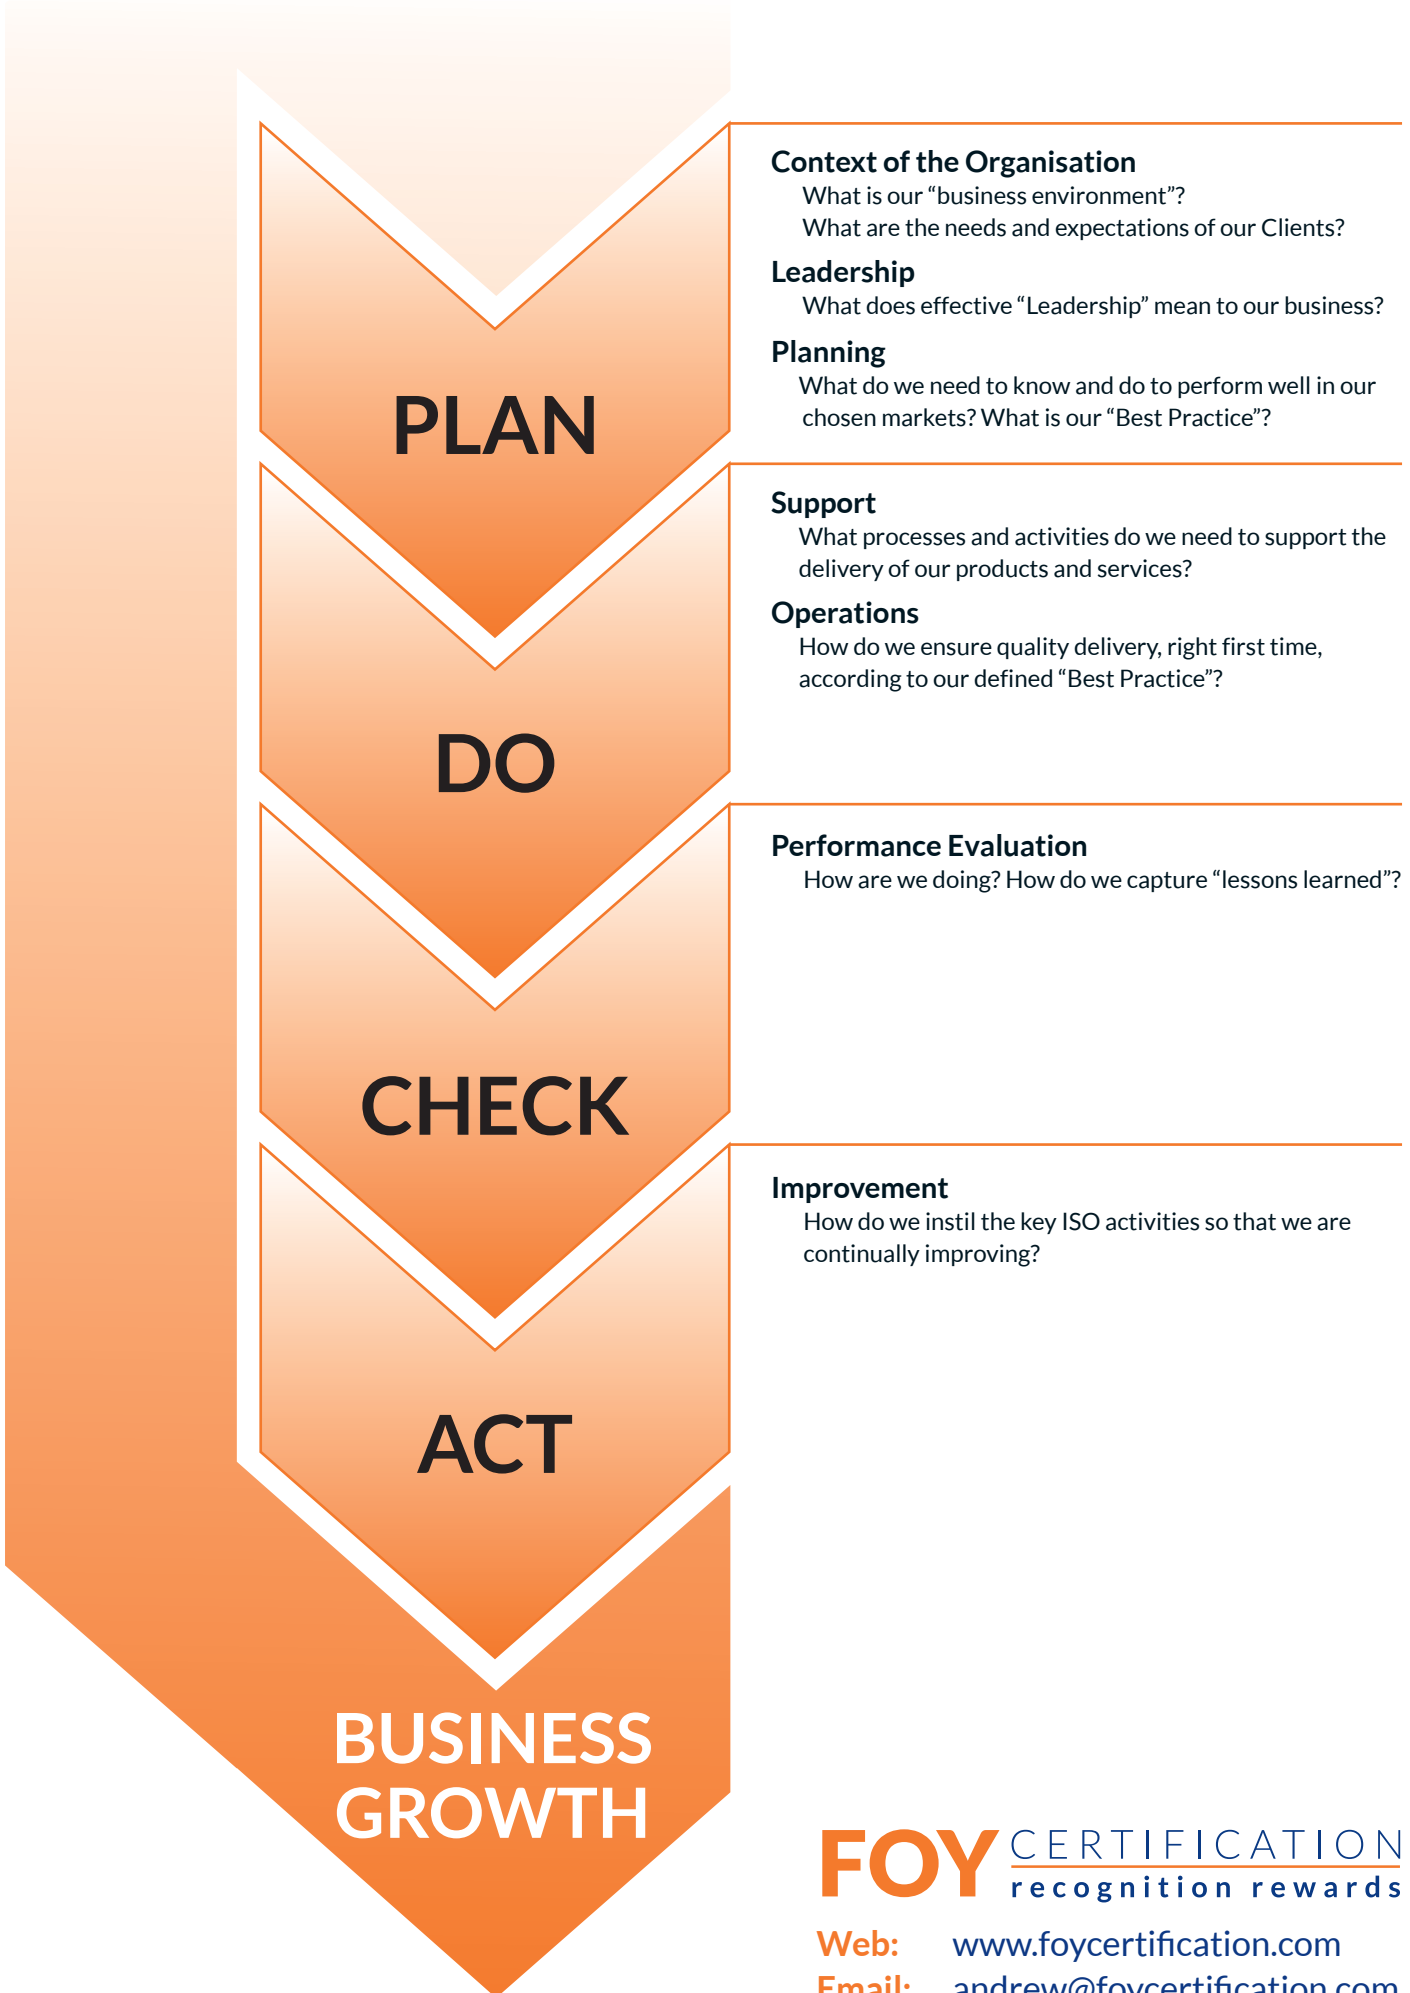 PLAN
Context of the Organisation
What is our “business environment”?
What are the needs and expectations of our Clients?
Leadership
What does effective “Leadership” mean to our business?
Planning
What do we need to know and do to perform well in our
chosen markets? What is our “Best Practice”?
DO
Support
What processes and activities do we need to support the
delivery of our products and services?
Operations
How do we ensure quality delivery, right first time,
according to our defined “Best Practice”?
CHECK
Performance Evaluation
How are we doing? How do we capture “lessons learned”?
ACT
Improvement
How do we instil the key ISO activities so that we are
continually improving?
BUSINESS
GROWTH
FOY CERTIFICATION
recognition rewards
Web: www.foycertification.com
Email: andrew@foycertification.com